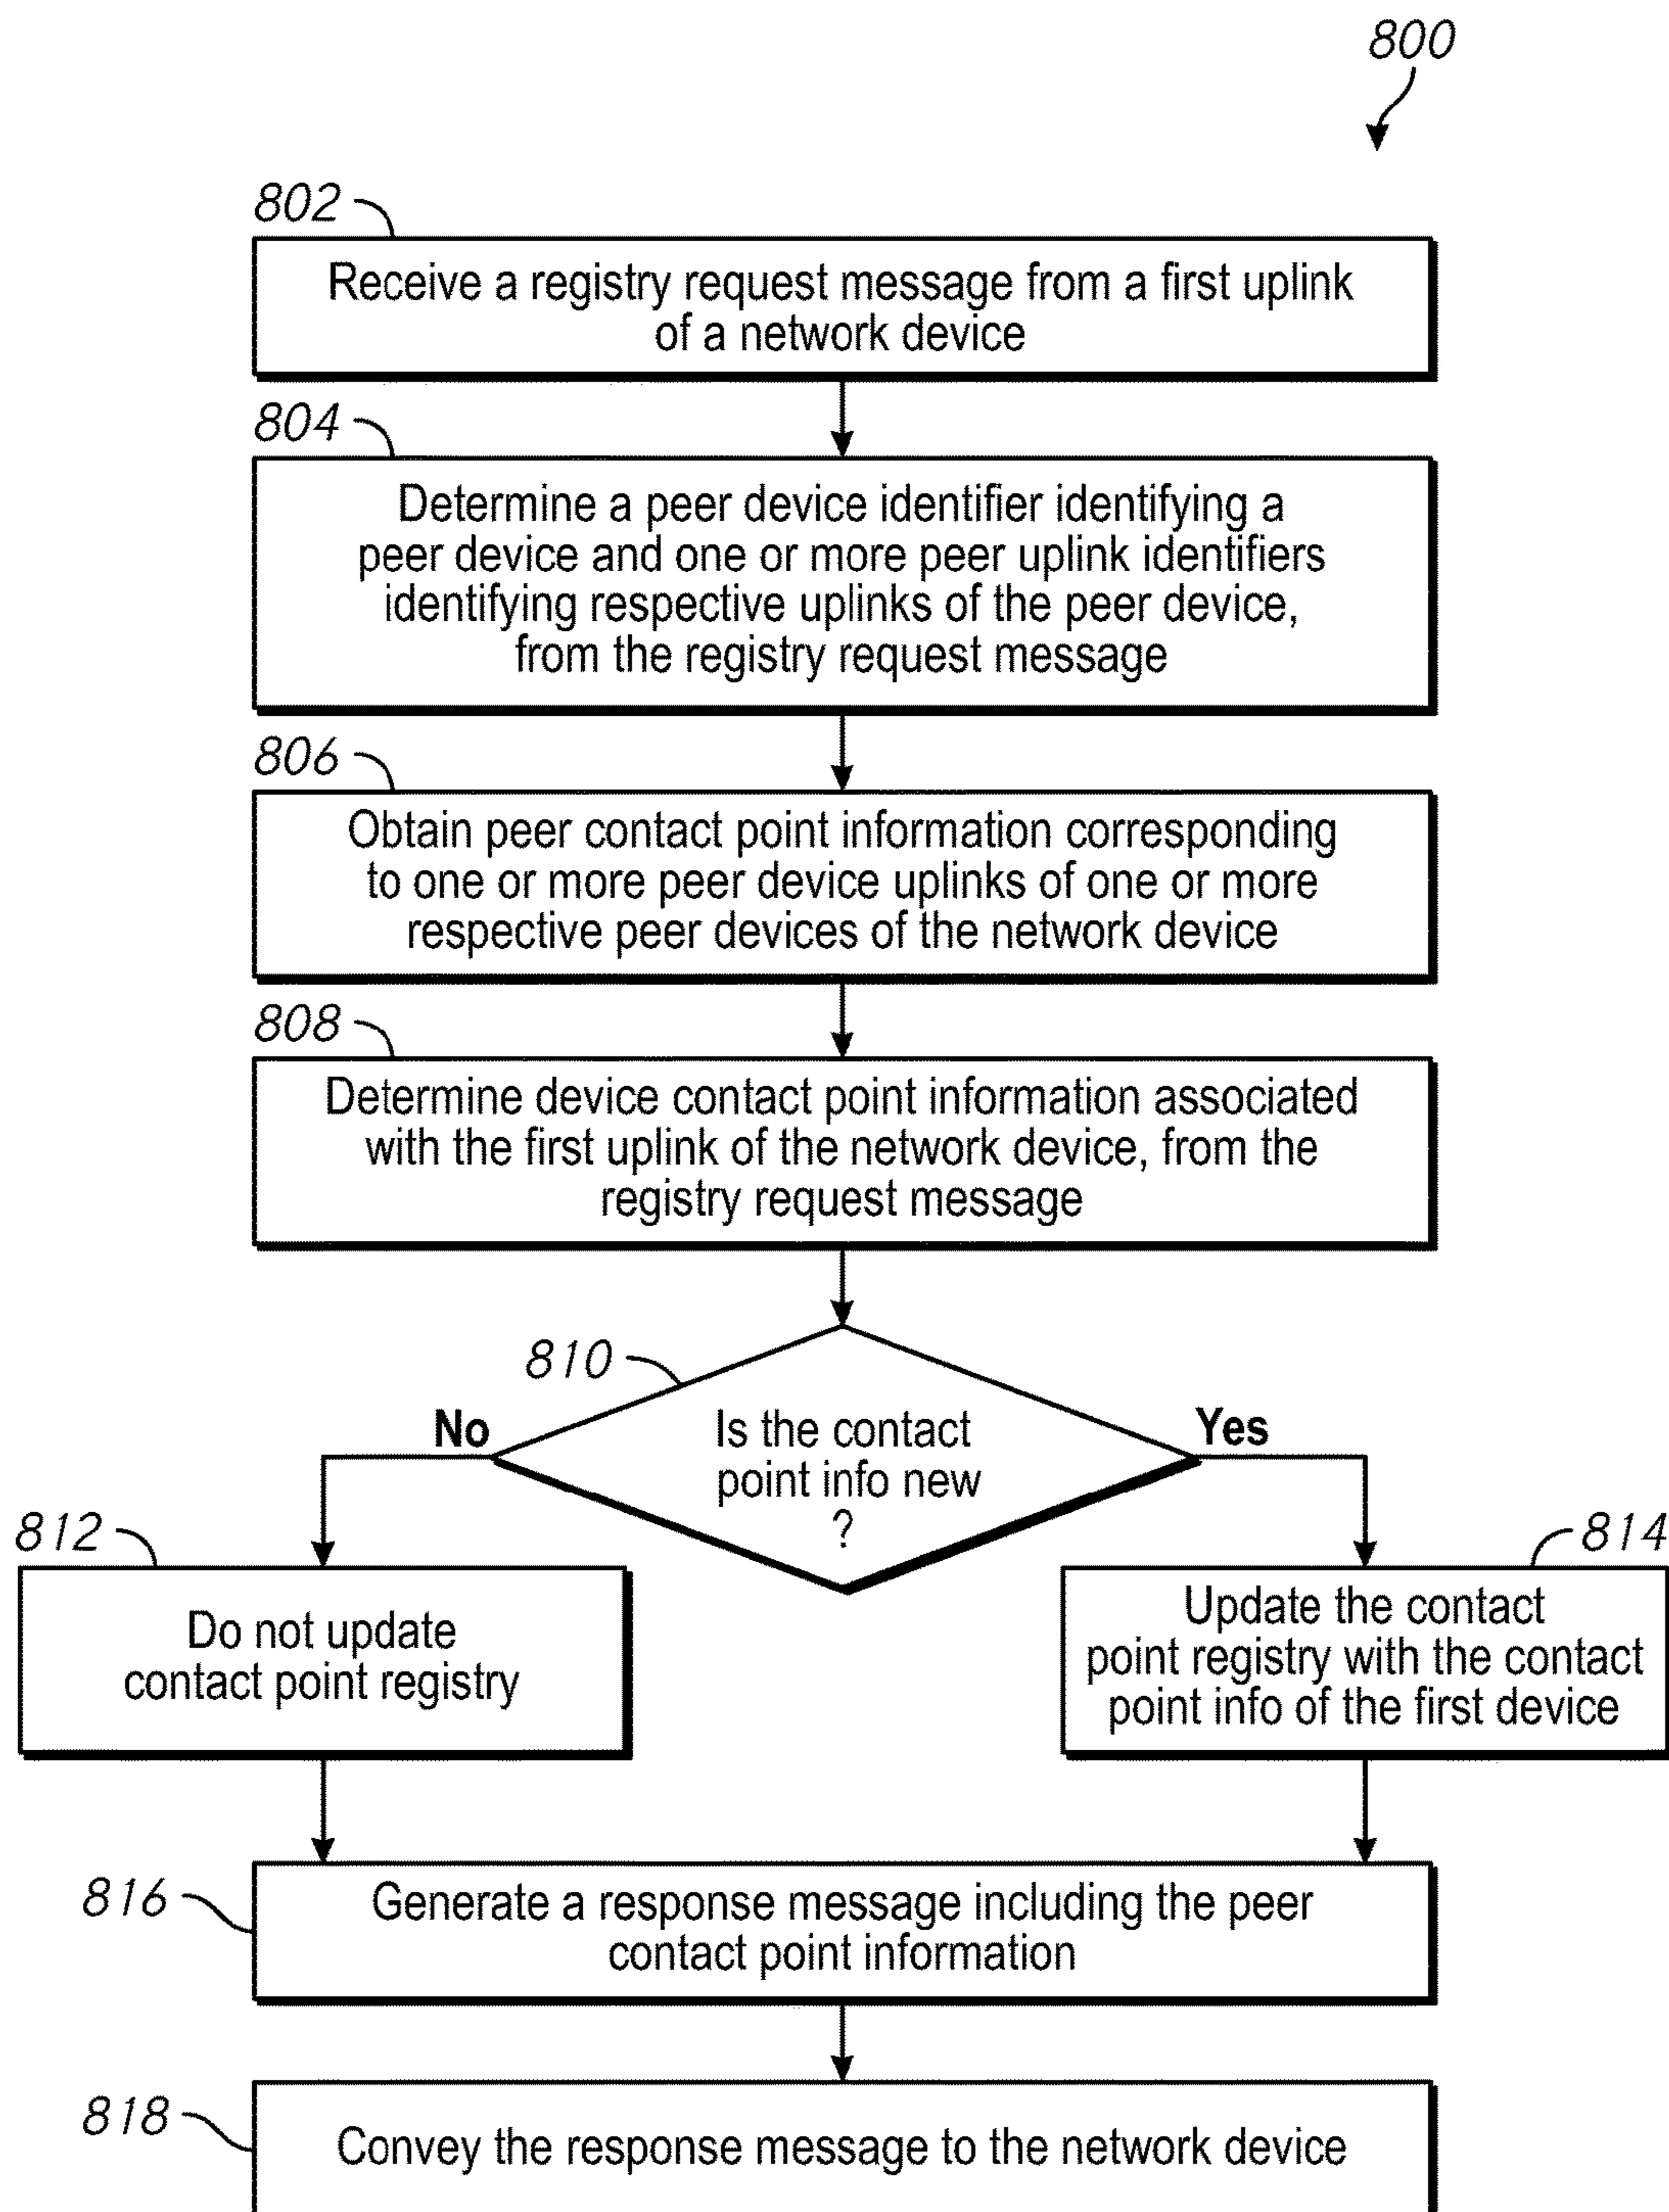 800
802
Receive a registry request message from a first uplink
of a network device
804
Determine a peer device identifier identifying a
peer device and one or more peer uplink identifiers
identifying respective uplinks of the peer device,
from the registry request message
806
Obtain peer contact point information corresponding
to one or more peer device uplinks of one or more
respective peer devices of the network device
808
Determine device contact point information associated
with the first uplink of the network device, from the
registry request message
810
No
Is the contact
point info new
?
Yes
812
Do not update
contact point registry
814
Update the contact
point registry with the contact
point info of the first device
816
Generate a response message including the peer
contact point information
818
Convey the response message to the network device